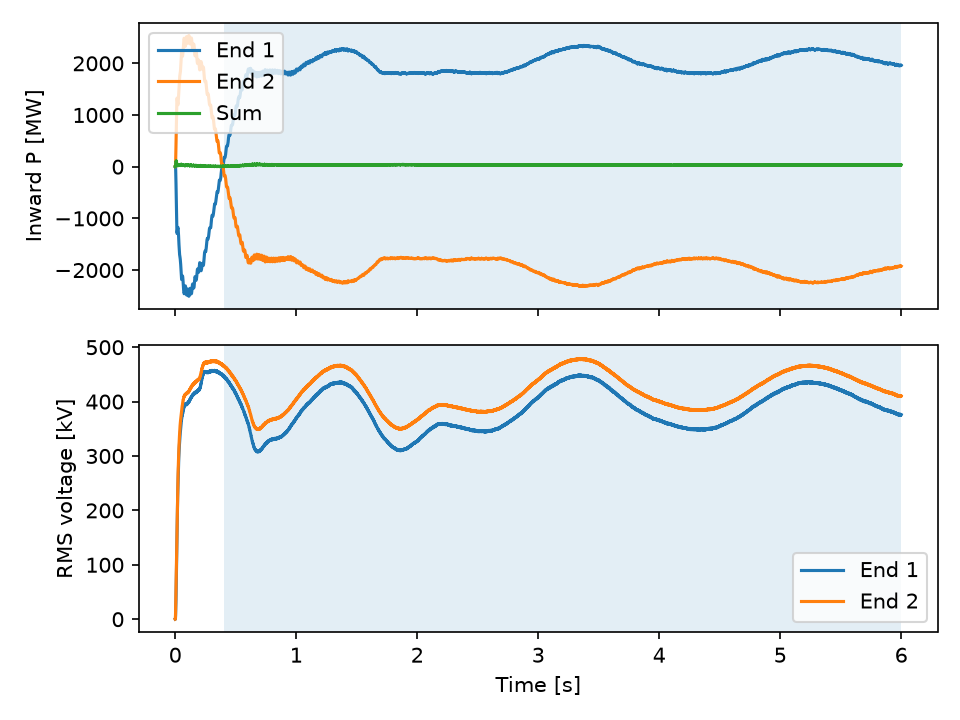 Inward P [MW]
2000
1000
0
−1000
−2000
End 1
End 2
Sum
RMS voltage [kV]
500
400
300
200
100
0
End 1
End 2
0 1 2 3 4 5 6
Time [s]